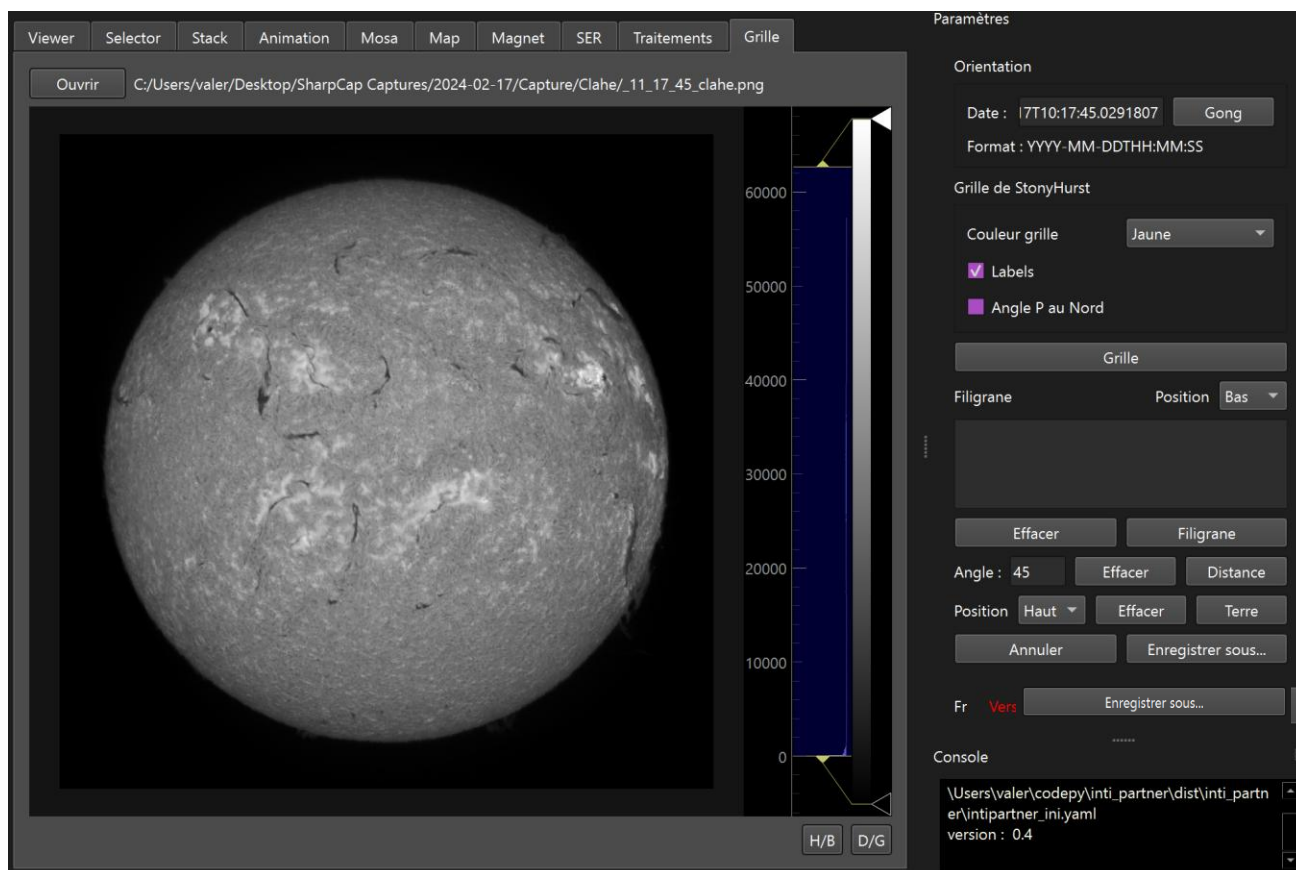 Paramètres
Viewer Selector Stack Animation Mosa Map Magnet SER Traitements Grille
Ouvrir C:/Users/valer/Desktop/SharpCap Captures/2024-02-17/Capture/Clahe/_11_17_45_clahe.png
60000
50000
40000
30000
20000
10000
0
H/B D/G
Orientation
Date : 17T10:17:45.0291807 Gong
Format : YYYY-MM-DDTHH:MM:SS
Grille de StonyHurst
Couleur grille Jaune
Labels
Angle P au Nord
Grille
Filigrane Position Bas
Effacer Filigrane
Angle : 45 Effacer Distance
Position Haut Effacer Terre
Annuler Enregistrer sous...
Fr Vers Enregistrer sous...
Console
\Users\valer\codepy\inti_partner\dist\inti_partn
er\intipartner_ini.yaml
version : 0.4